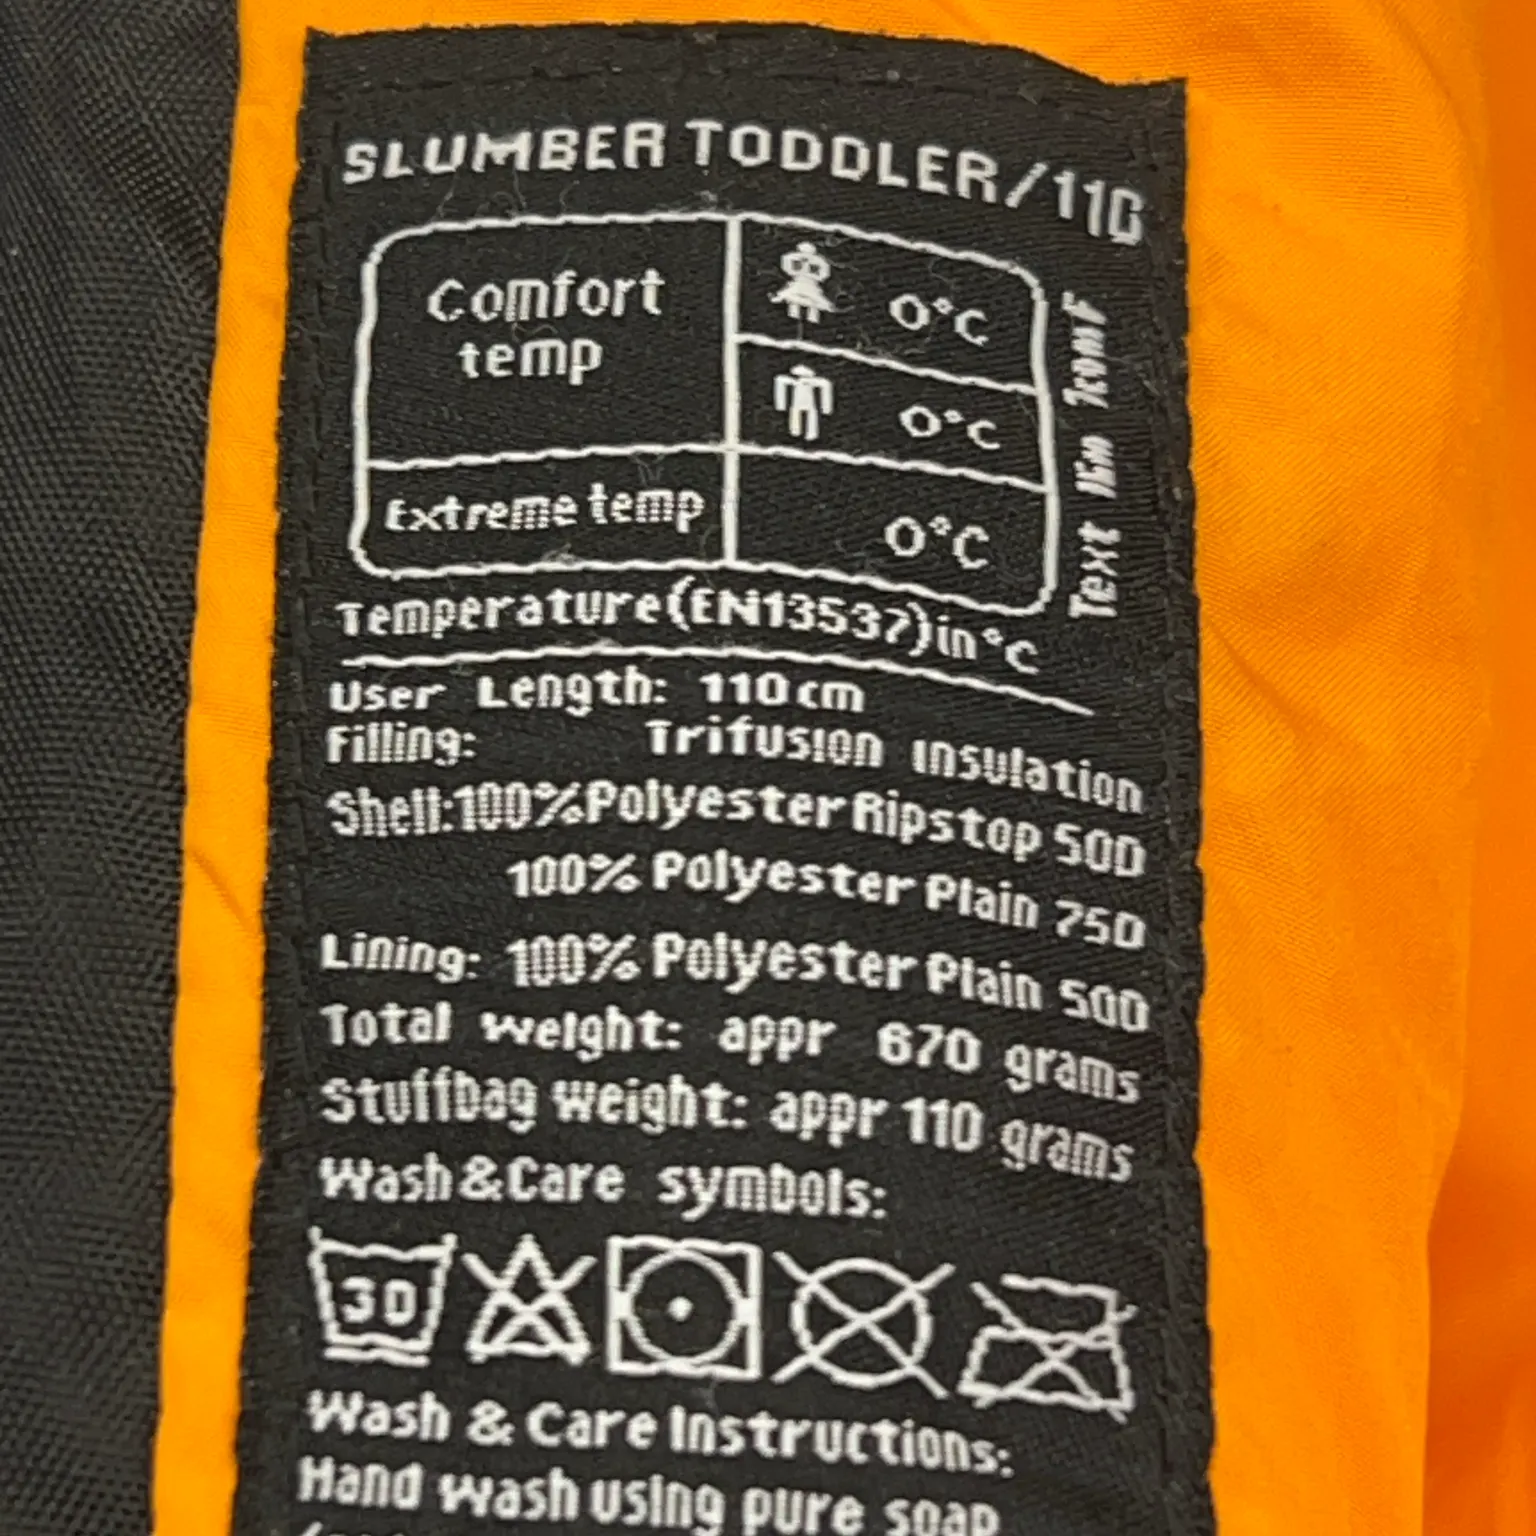 SLUMBER TODDLER/110
Comfort
temp
0°C
0°C
Extreme temp
0°C
Text
Temperature(EN13537)in°C
User Length: 110cm
Filling: Trifusion insulation
Shell:100%Polyester Ripstop 50D
100% Polyester Plain 75D
Lining: 100% Polyester Plain 50D
Total weight: appr 670 grams
Stuffbag weight: appr 110 grams
Wash&Care symbols:
30
Wash & Care Instructions:
Hand wash using pure soap